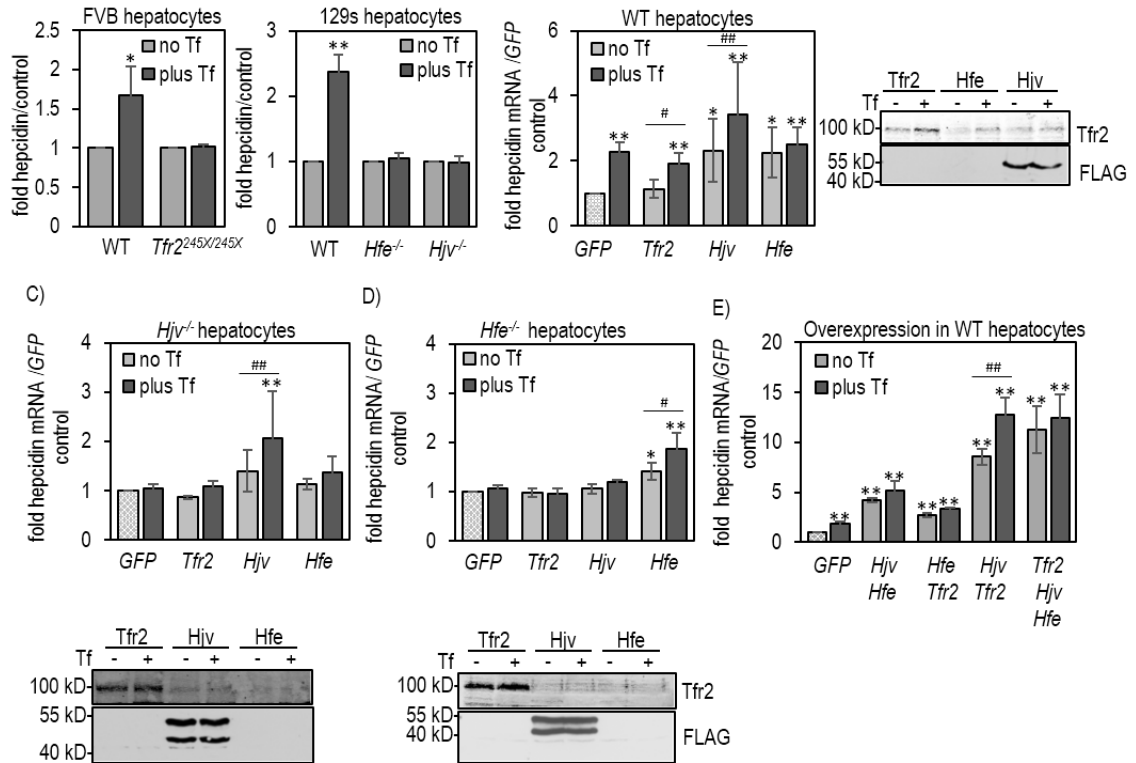 FVB hepatocytes
fold hepcidin/control
2.5
2
1.5
1
0.5
0
no Tf
plus Tf
*
WT
Tfr2245X/245X
129s hepatocytes
fold hepcidin/control
3
2
1
0
no Tf
plus Tf
**
WT
Hfe-/-
Hjv-/-
WT hepatocytes
fold hepcidin mRNA /GFP
control
6
4
2
0
no Tf
plus Tf
**
#
**
##
*
**
*
**
GFP
Tfr2
Hjv
Hfe
Tfr2 Hfe Hjv
Tf - + - + - +
100 kD
Tfr2
55 kD
40 kD
FLAG
C)
Hjv-/- hepatocytes
fold hepcidin mRNA /GFP
control
4
3
2
1
0
no Tf
plus Tf
##
**
GFP
Tfr2
Hjv
Hfe
Tfr2 Hjv Hfe
Tf - + - + - +
100 kD
55 kD
40 kD
D)
Hfe-/- hepatocytes
fold hepcidin mRNA/ GFP
control
4
3
2
1
0
no Tf
plus Tf
#
*
**
GFP
Tfr2
Hjv
Hfe
Tfr2 Hjv Hfe
Tf - + - + - +
100 kD
Tfr2
55 kD
40 kD
FLAG
E)
Overexpression in WT hepatocytes
fold hepcidin mRNA/GFP
control
20
15
10
5
0
no Tf
plus Tf
**
**
**
**
**
##
**
**
**
**
GFP
Hjv
Hfe
Hfe
Tfr2
Hjv
Tfr2
Tfr2
Hjv
Hfe